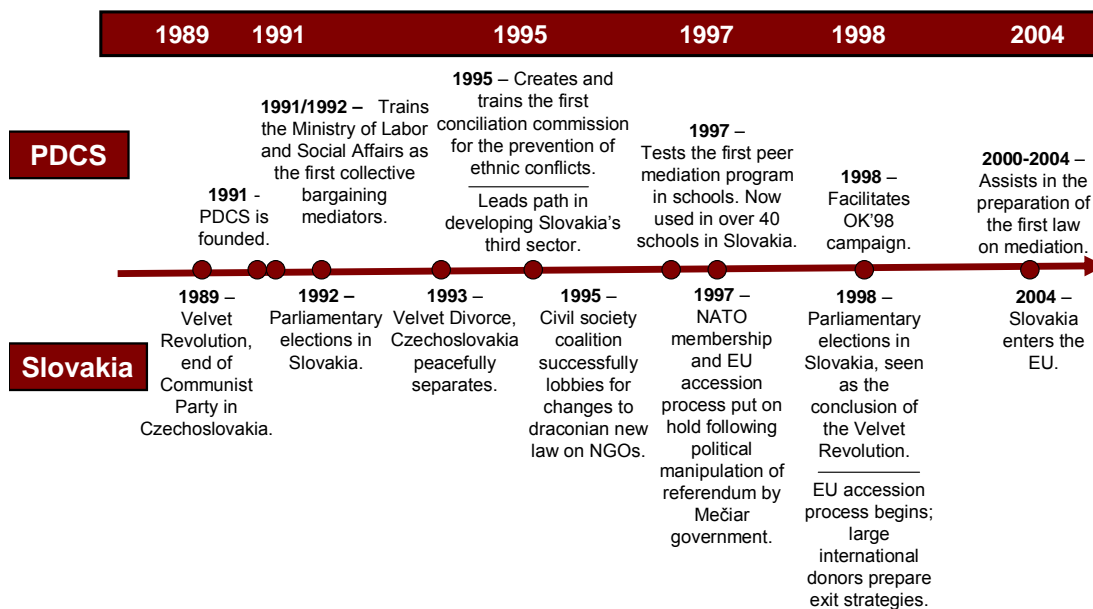 1989 1991 1995 1997 1998 2004
PDCS
1991 -
PDCS is
founded.
1991/1992 – Trains
the Ministry of Labor
and Social Affairs as
the first collective
bargaining
mediators.
1995 – Creates and
trains the first
conciliation commission
for the prevention of
ethnic conflicts.
Leads path in
developing Slovakia's
third sector.
1997 –
Tests the first peer
mediation program
in schools. Now
used in over 40
schools in Slovakia.
1998 –
Facilitates
OK'98
campaign.
2000-2004 –
Assists in the
preparation of
the first law
on mediation.
Slovakia
1989 –
Velvet
Revolution,
end of
Communist
Party in
Czechoslovakia.
1992 –
Parliamentary
elections in
Slovakia.
1993 –
Velvet Divorce,
Czechoslovakia
peacefully
separates.
1995 –
Civil society
coalition
successfully
lobbies for
changes to
draconian new
law on NGOs.
1997 –
NATO
membership
and EU
accession
process put on
hold following
political
manipulation of
referendum by
Mečiar
government.
1998 –
Parliamentary
elections in
Slovakia, seen
as the
conclusion of
the Velvet
Revolution.
EU accession
process begins;
large
international
donors prepare
exit strategies.
2004 –
Slovakia
enters the
EU.